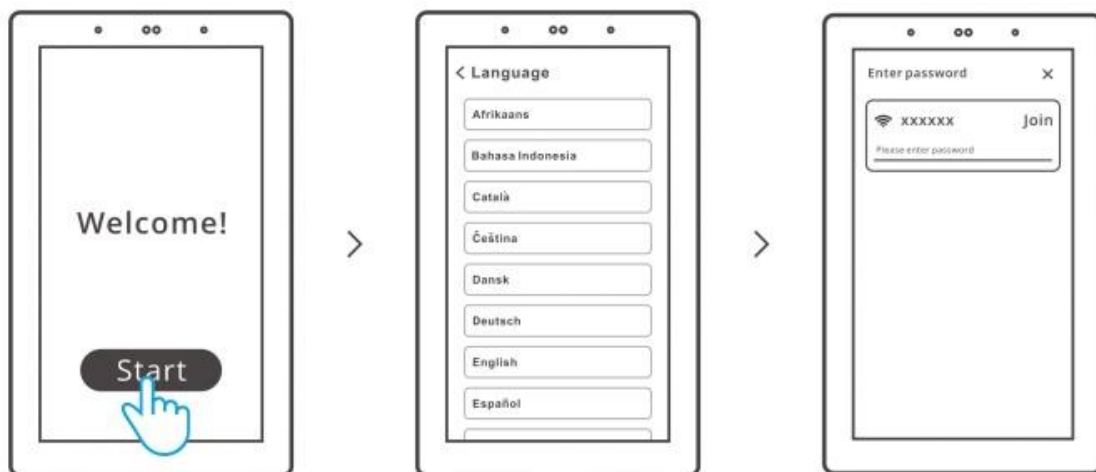 Welcome!
Start
< Language
Afrikaans
Bahasa Indonesia
Català
Čeština
Dansk
Deutsch
English
Español
Enter password
xxxxxx Join
Please enter password